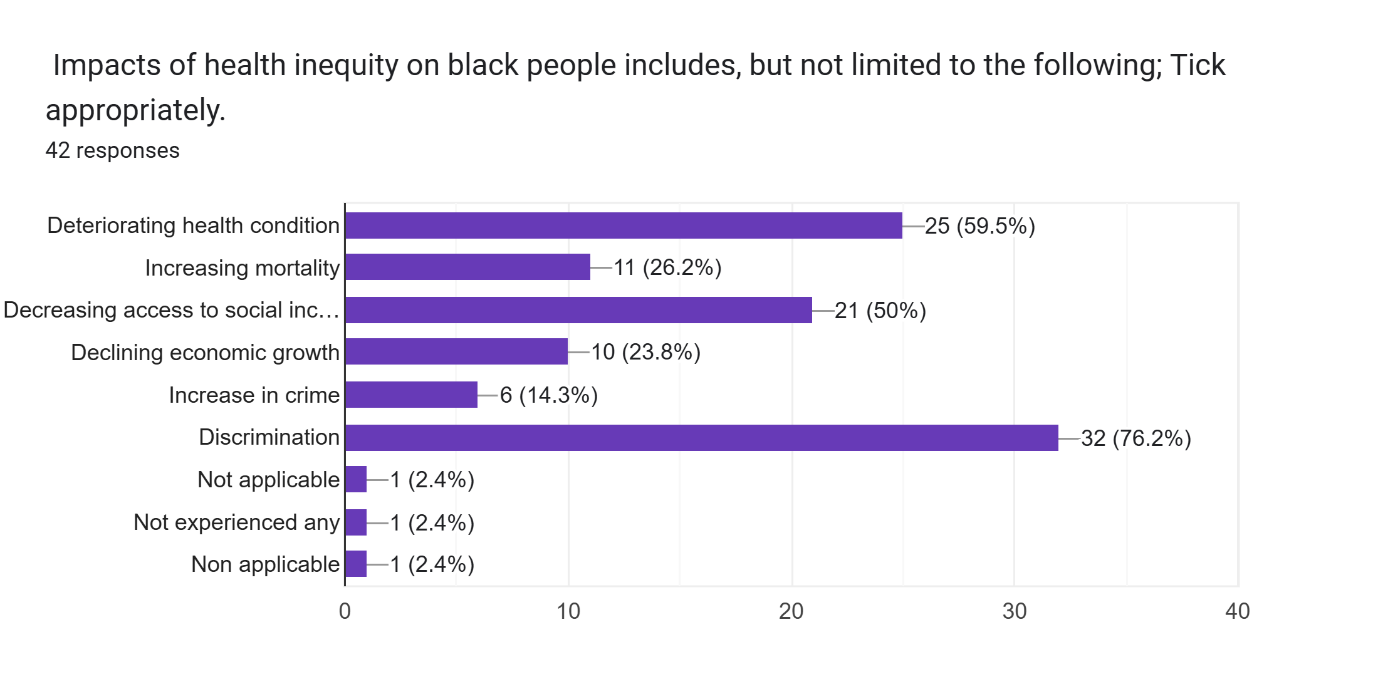 Impacts of health inequity on black people includes, but not limited to the following; Tick
appropriately.
42 responses
Deteriorating health condition 25 (59.5%)
Increasing mortality 11 (26.2%)
Decreasing access to social inc… 21 (50%)
Declining economic growth 10 (23.8%)
Increase in crime 6 (14.3%)
Discrimination 32 (76.2%)
Not applicable 1 (2.4%)
Not experienced any 1 (2.4%)
Non applicable 1 (2.4%)
0 10 20 30 40